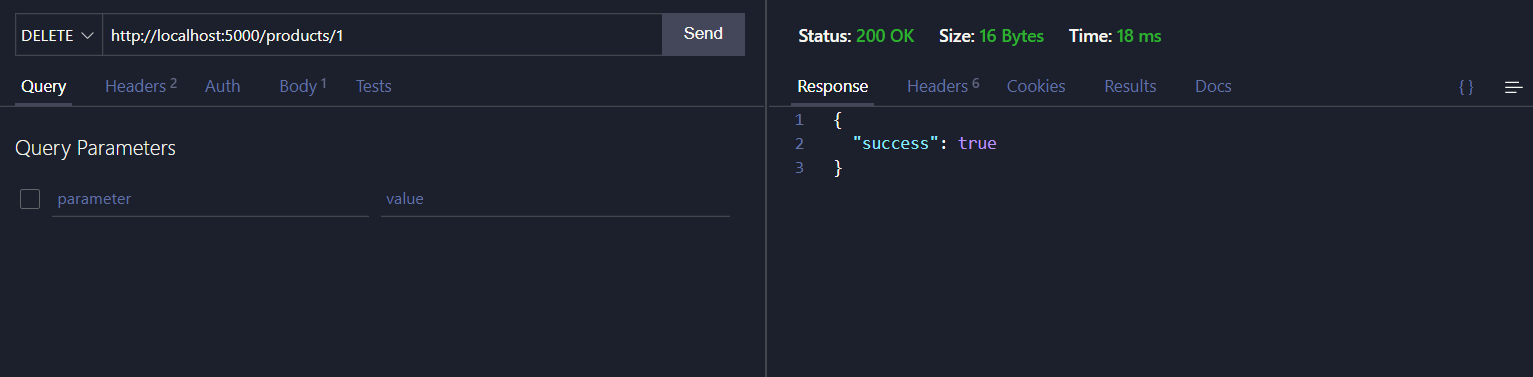 DELETE http://localhost:5000/products/1 Send
Query Headers 2 Auth Body 1 Tests
Query Parameters
parameter value
Status: 200 OK Size: 16 Bytes Time: 18 ms
Response Headers 6 Cookies Results Docs { }
1 {
2 "success": true
3 }